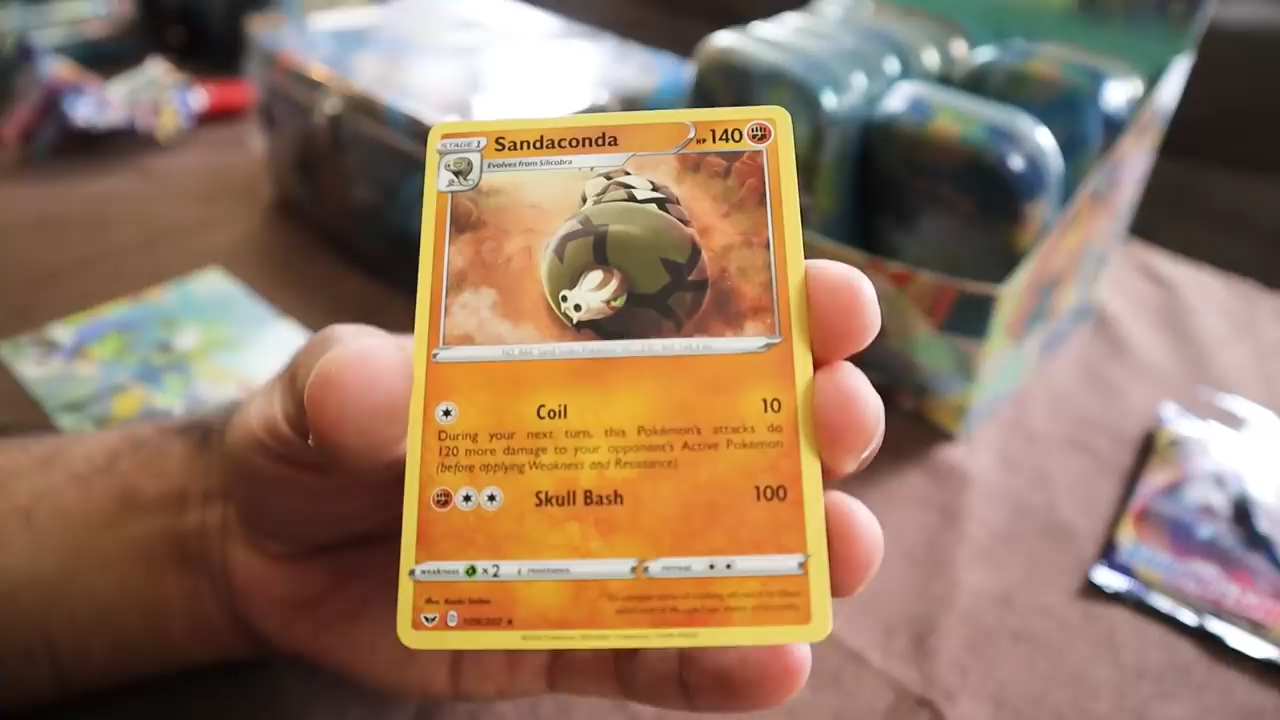 STAGE 1
Sandaconda
HP 140
Evolves from Silicobra
Coil
10
During your next turn, this Pokémon's attacks do
120 more damage to your opponent's Active Pokémon
(before applying Weakness and Resistance).
Skull Bash
100
weakness ×2
resistance
retreat